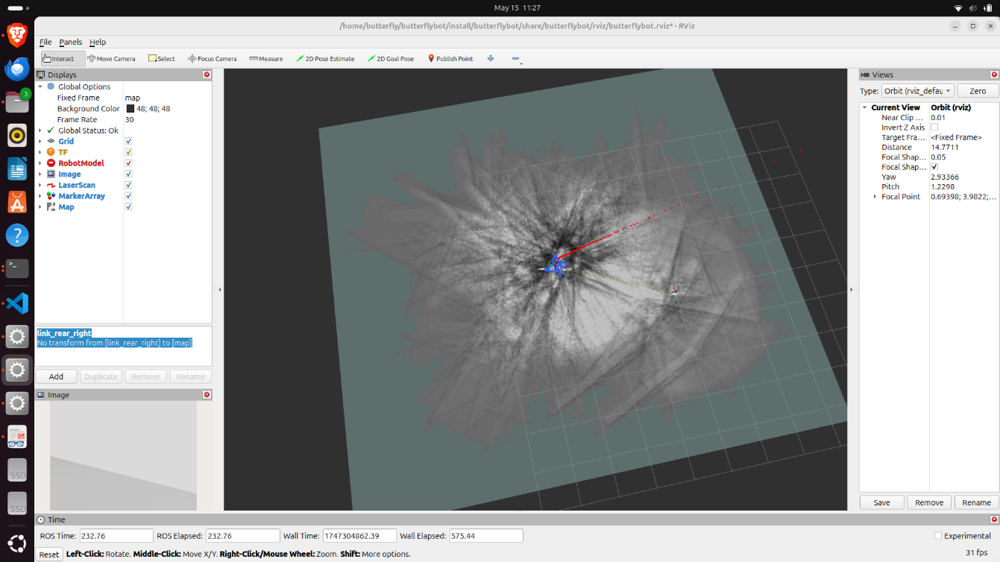 May 15 11:27
/home/butterfly/butterflybot/install/butterflybot/share/butterflybot/rviz/butterflybot.rviz* - RViz
File Panels Help
Interact Move Camera Select Focus Camera Measure 2D Pose Estimate 2D Goal Pose Publish Point
Displays
Global Options
Fixed Frame map
Background Color 48; 48; 48
Frame Rate 30
Global Status: Ok
Grid
TF
RobotModel
Image
LaserScan
MarkerArray
Map
link_rear_right
No transform from [link_rear_right] to [map]
Add Duplicate Remove Rename
Image
Views
Type: Orbit (rviz_defau Zero
Current View Orbit (rviz)
Near Clip ... 0.01
Invert Z Axis
Target Fra... <Fixed Frame>
Distance 14.7711
Focal Shap... 0.05
Focal Shap...
Yaw 2.93366
Pitch 1.2298
Focal Point 0.69398; 3.9822;...
Save Remove Rename
3
SSD
SSD
Time
ROS Time: 232.76 ROS Elapsed: 232.76 Wall Time: 1747304862.39 Wall Elapsed: 575.44 Experimental
Reset Left-Click: Rotate. Middle-Click: Move X/Y. Right-Click/Mouse Wheel: Zoom. Shift: More options. 31 fps